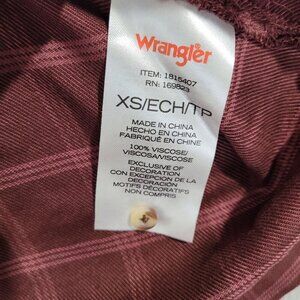 Wrangler
ITEM: 1815407
RN: 169823
XS/ECH/TP
MADE IN CHINA
HECHO EN CHINA
FABRIQUÉ EN CHINE
100% VISCOSE/
VISCOSA/VISCOSE
EXCLUSIVE OF
DECORATION
CON EXCEPCION DE LA
DECORACIÓN
MOTIFS DÉCORATIFS
NON COMPRIS